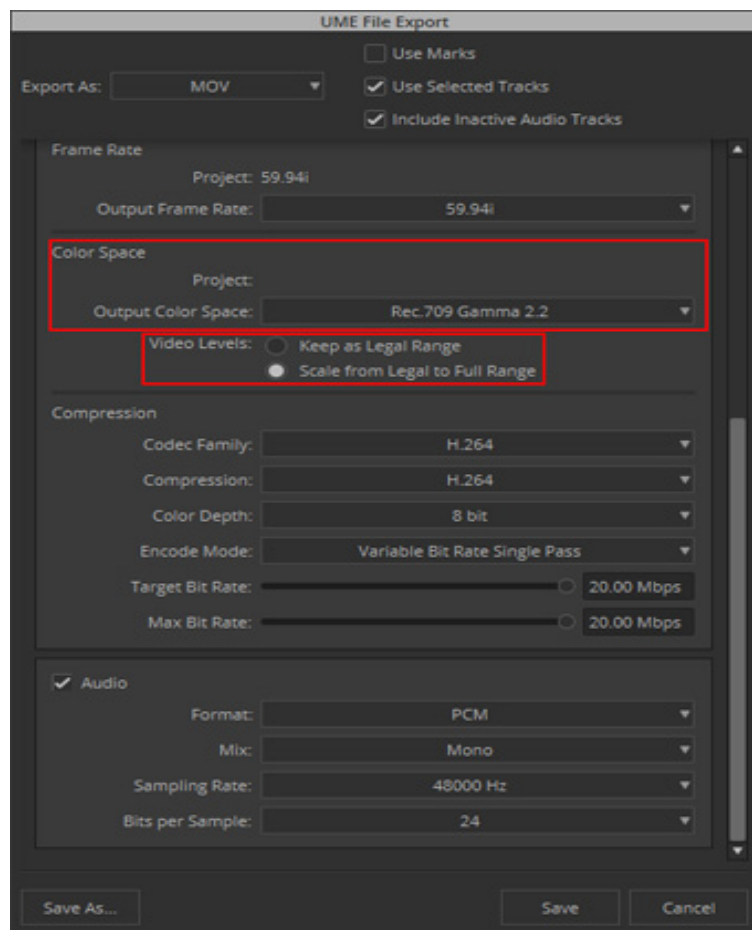 UME File Export
Use Marks
Export As: MOV
Use Selected Tracks
Include Inactive Audio Tracks
Frame Rate
Project: 59.94i
Output Frame Rate: 59.94i
Color Space
Project:
Output Color Space: Rec.709 Gamma 2.2
Video Levels: Keep as Legal Range
Scale from Legal to Full Range
Compression
Codec Family: H.264
Compression: H.264
Color Depth: 8 bit
Encode Mode: Variable Bit Rate Single Pass
Target Bit Rate: 20.00 Mbps
Max Bit Rate: 20.00 Mbps
Audio
Format: PCM
Mix: Mono
Sampling Rate: 48000 Hz
Bits per Sample: 24
Save As... Save Cancel